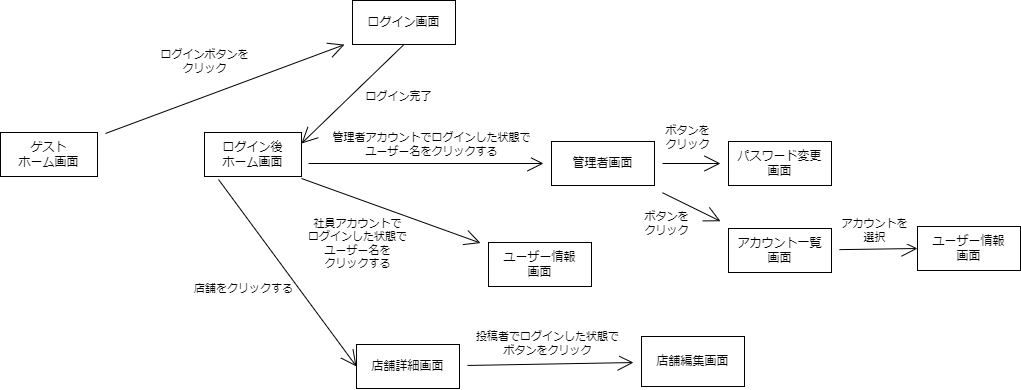 ログイン画面
ログインボタンを
クリック
ログイン完了
ゲスト
ホーム画面
ログイン後
ホーム画面
管理者アカウントでログインした状態で
ユーザー名をクリックする
管理者画面
ボタンを
クリック
パスワード変更
画面
ボタンを
クリック
アカウント一覧
画面
アカウントを
選択
ユーザー情報
画面
社員アカウントで
ログインした状態で
ユーザー名を
クリックする
ユーザー情報
画面
店舗をクリックする
店舗詳細画面
投稿者でログインした状態で
ボタンをクリック
店舗編集画面